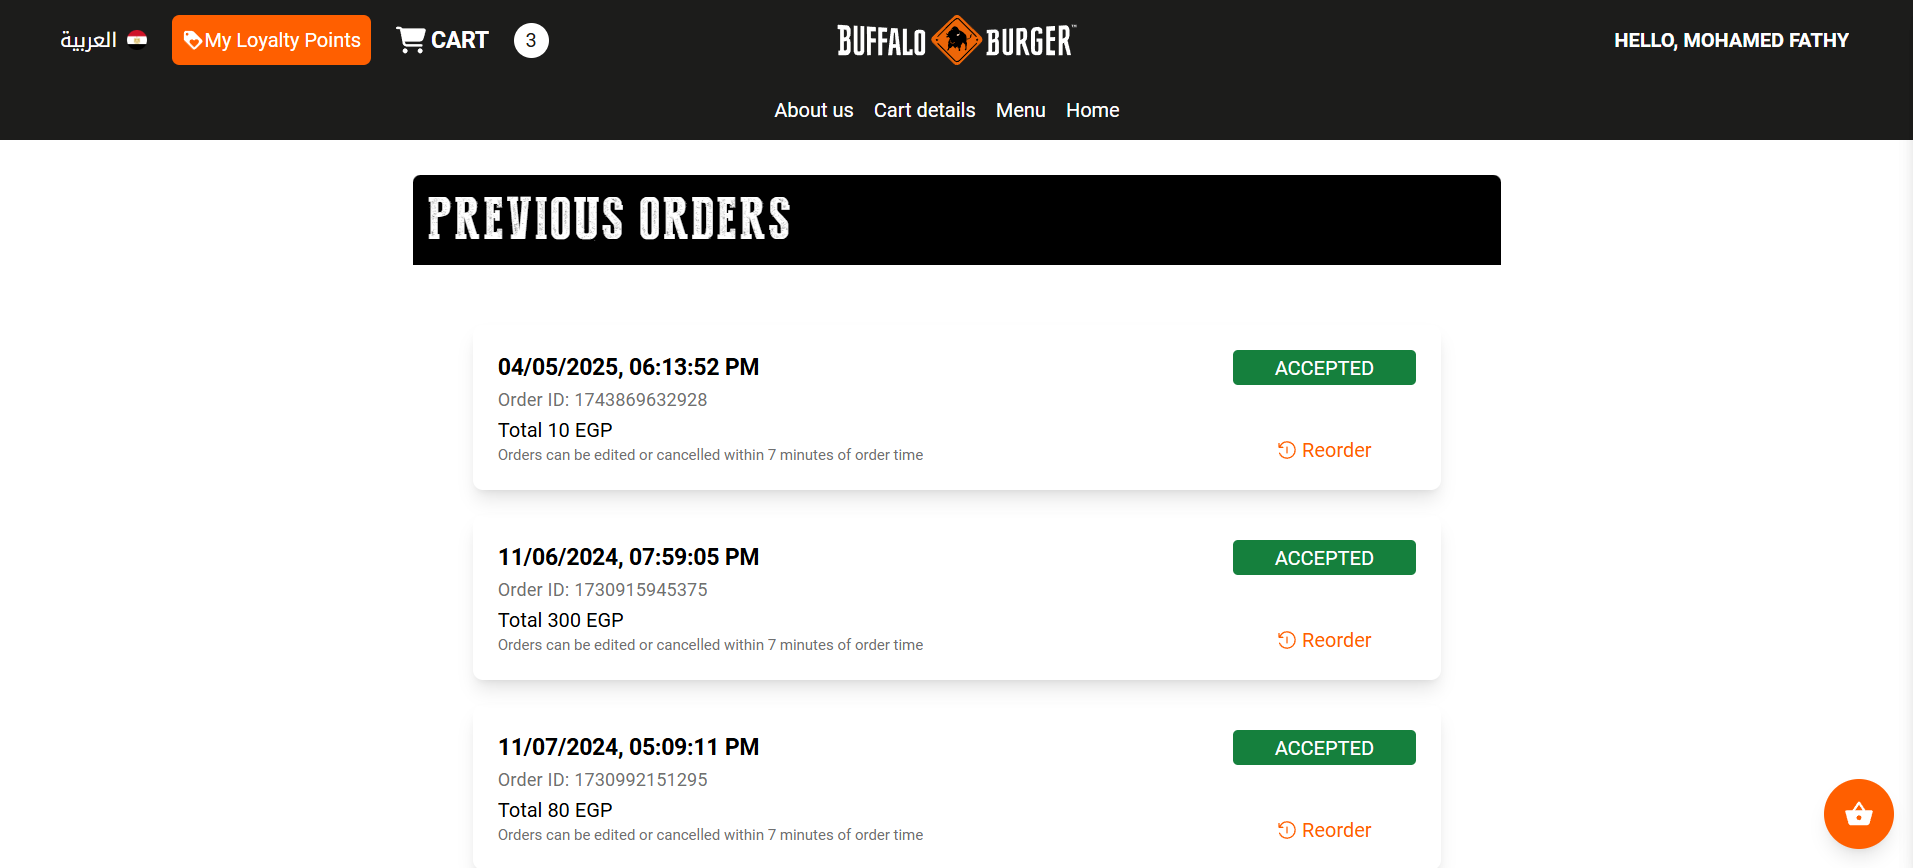 العربية
My Loyalty Points
CART 3
BUFFALO BURGER™
HELLO, MOHAMED FATHY
About us Cart details Menu Home
PREVIOUS ORDERS
04/05/2025, 06:13:52 PM
ACCEPTED
Order ID: 1743869632928
Total 10 EGP
Orders can be edited or cancelled within 7 minutes of order time
Reorder
11/06/2024, 07:59:05 PM
ACCEPTED
Order ID: 1730915945375
Total 300 EGP
Orders can be edited or cancelled within 7 minutes of order time
Reorder
11/07/2024, 05:09:11 PM
ACCEPTED
Order ID: 1730992151295
Total 80 EGP
Orders can be edited or cancelled within 7 minutes of order time
Reorder